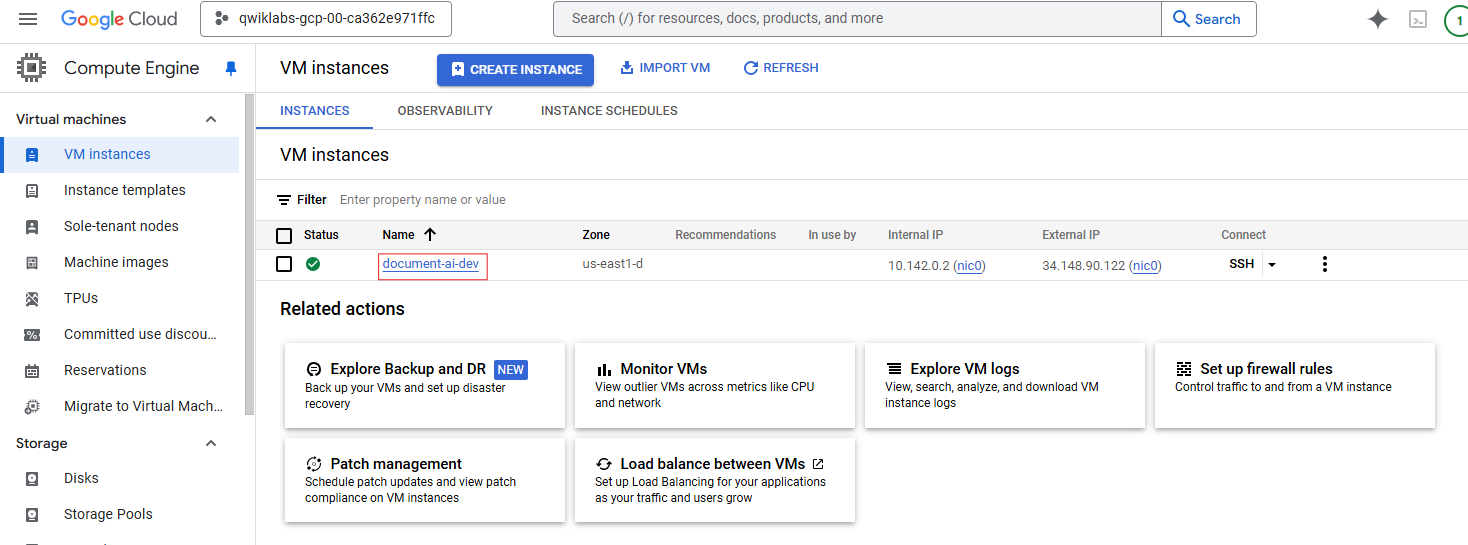 Google Cloud
qwiklabs-gcp-00-ca362e971ffc
Search (/) for resources, docs, products, and more
Search
1
Compute Engine
VM instances
CREATE INSTANCE
IMPORT VM
REFRESH
Virtual machines
VM instances
Instance templates
Sole-tenant nodes
Machine images
TPUs
Committed use discou…
Reservations
Migrate to Virtual Mach…
Storage
Disks
Storage Pools
INSTANCES
OBSERVABILITY
INSTANCE SCHEDULES
VM instances
Filter Enter property name or value
Status Name Zone Recommendations In use by Internal IP External IP Connect
document-ai-dev us-east1-d 10.142.0.2 (nic0) 34.148.90.122 (nic0) SSH
Related actions
Explore Backup and DR NEW
Back up your VMs and set up disaster
recovery
Monitor VMs
View outlier VMs across metrics like CPU
and network
Explore VM logs
View, search, analyze, and download VM
instance logs
Set up firewall rules
Control traffic to and from a VM instance
Patch management
Schedule patch updates and view patch
compliance on VM instances
Load balance between VMs
Set up Load Balancing for your applications
as your traffic and users grow